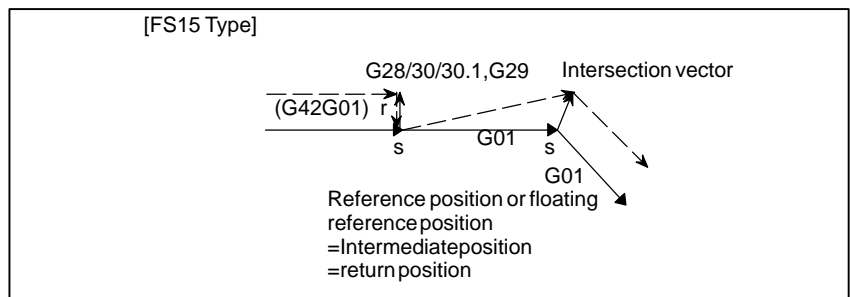 [FS15 Type]
G28/30/30.1,G29
Intersection vector
(G42G01)
r
G01
s
s
G01
Reference position or floating
reference position
=Intermediate position
=return position